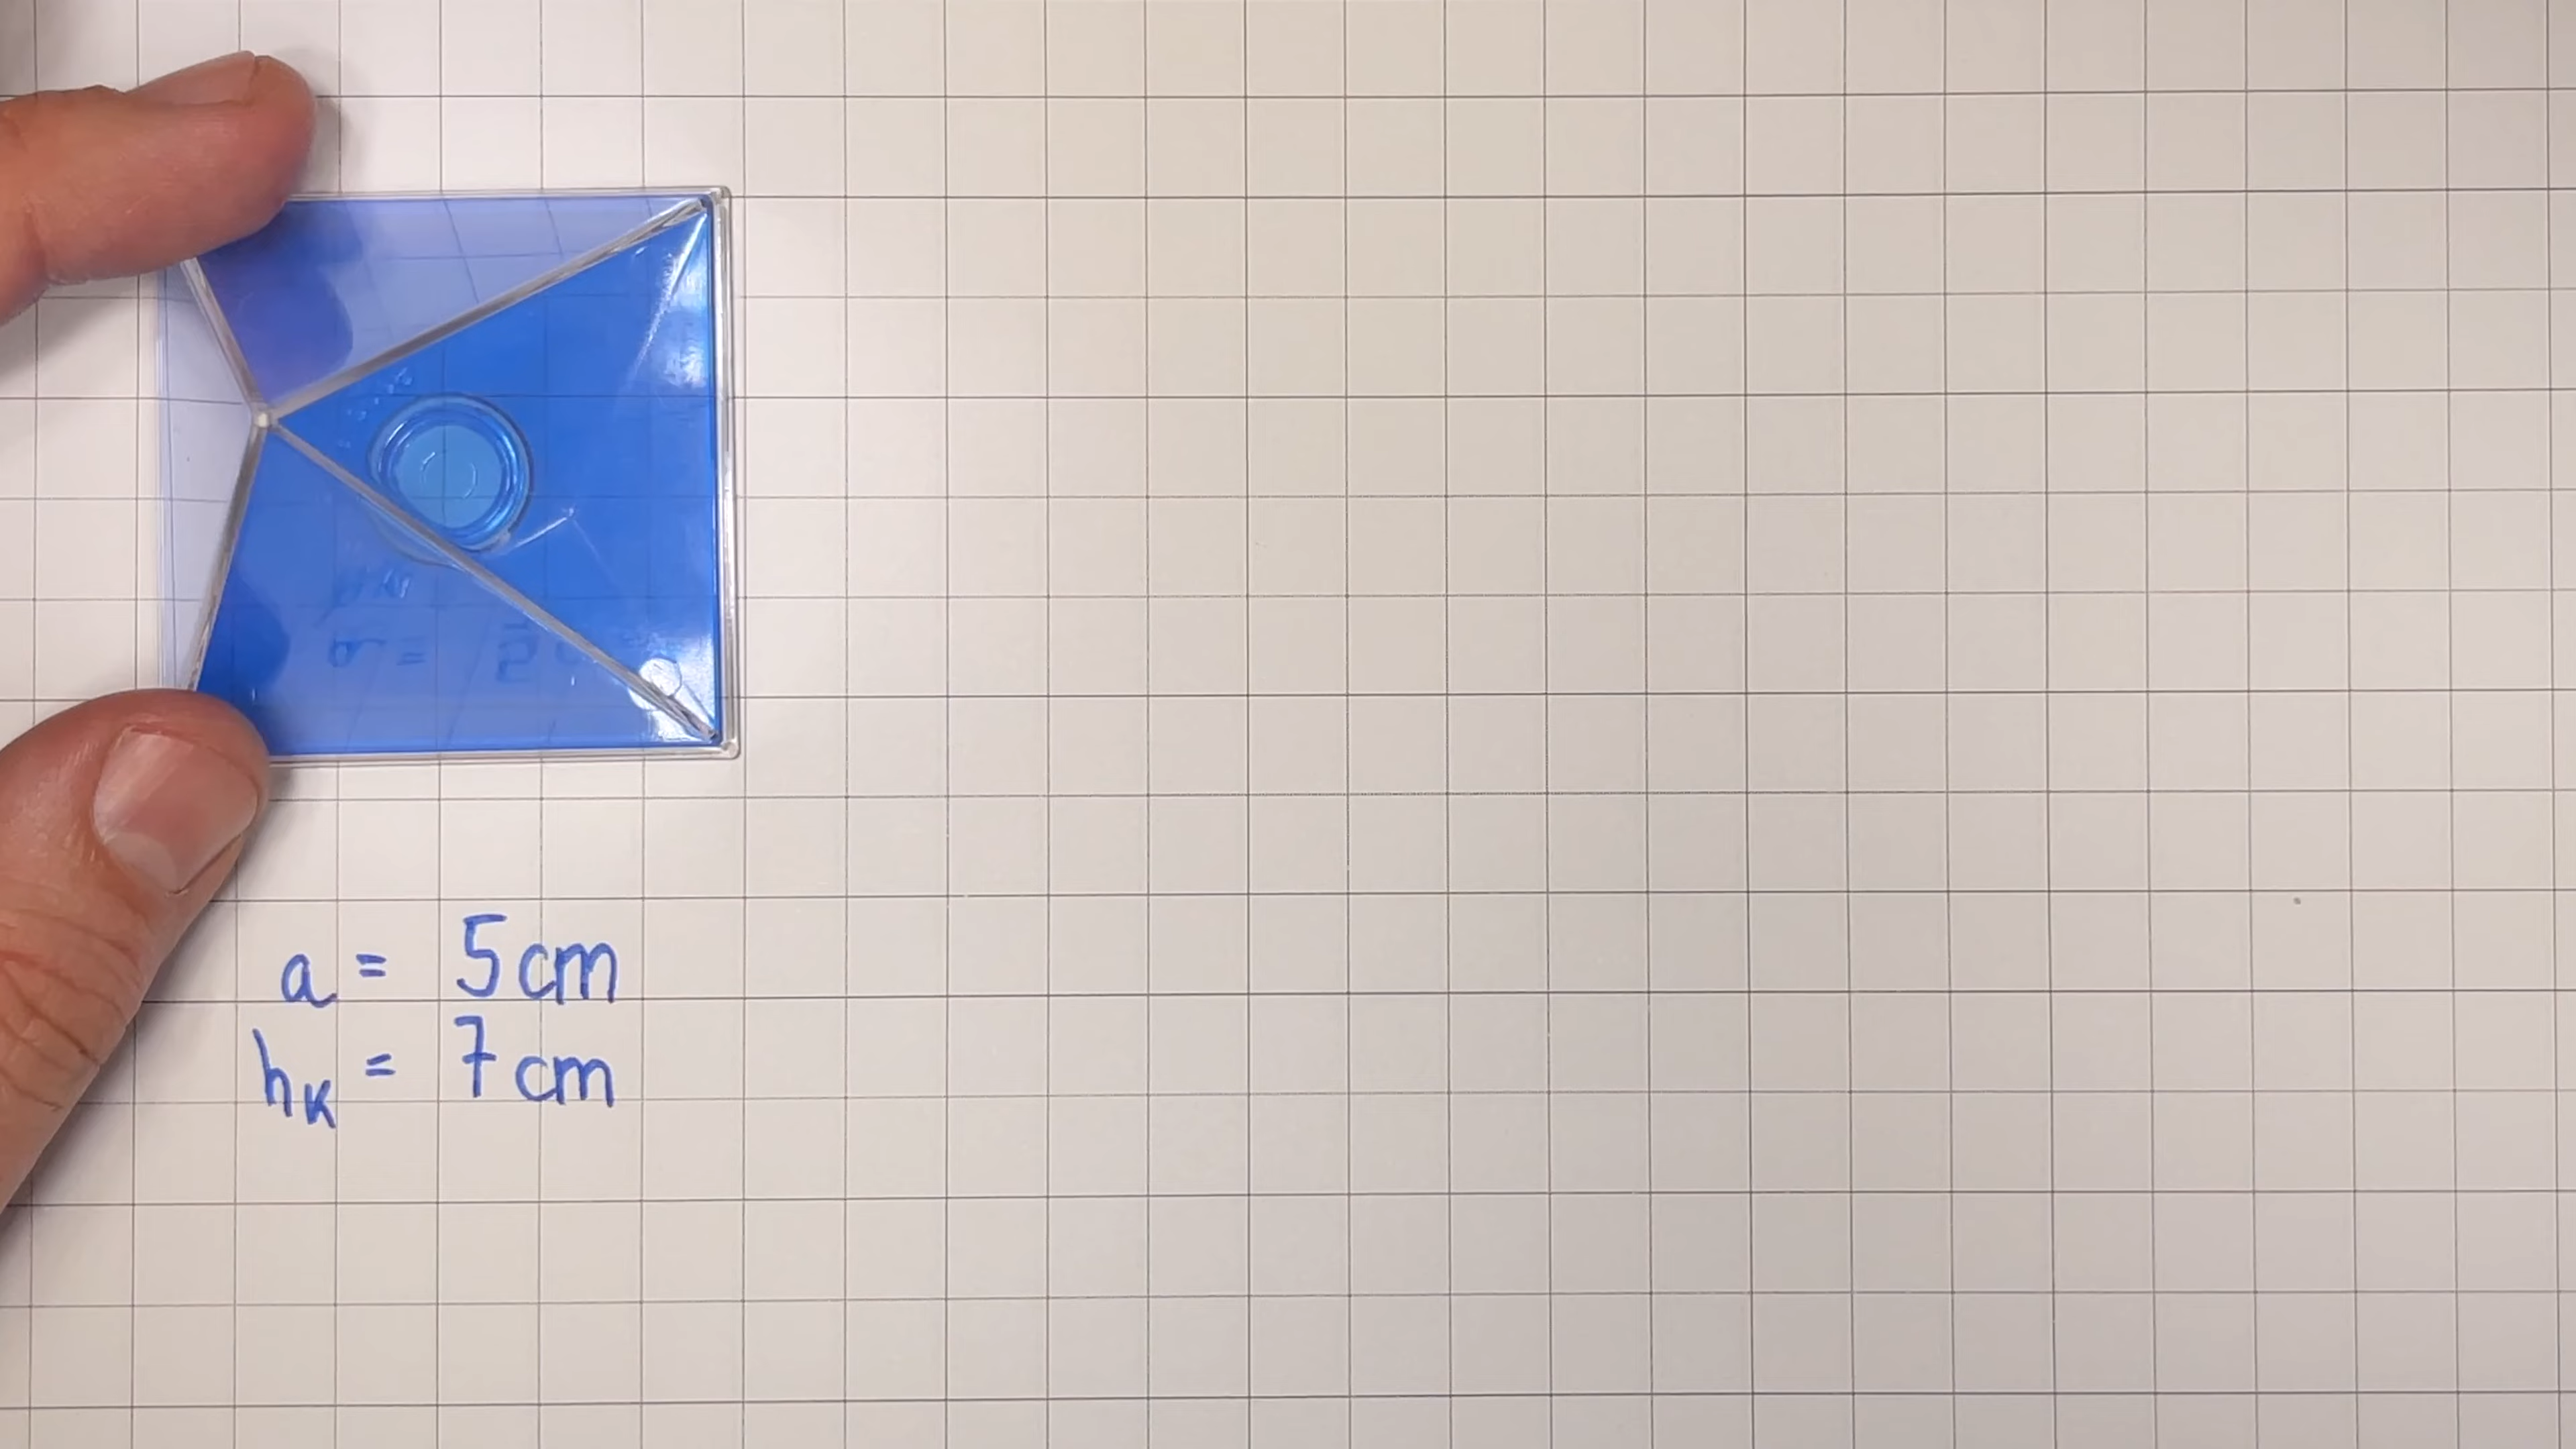 a = 5 cm
hK = 7 cm